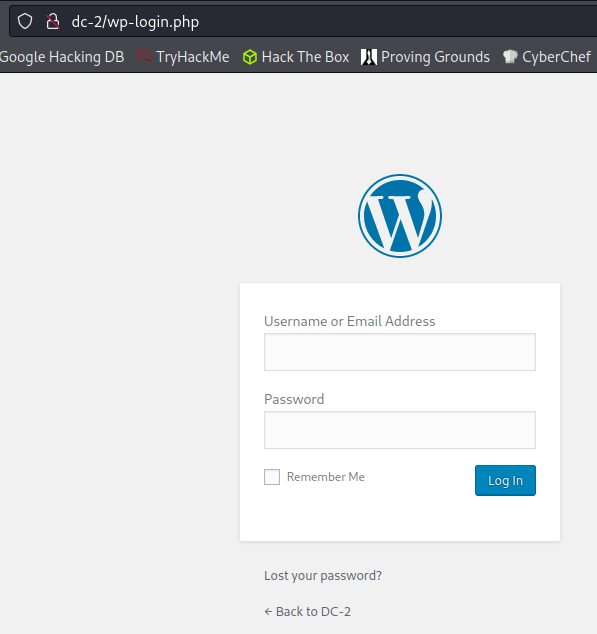 dc-2/wp-login.php
Google Hacking DB TryHackMe Hack The Box Proving Grounds CyberChef
Username or Email Address
Password
Remember Me Log In
Lost your password?
← Back to DC-2